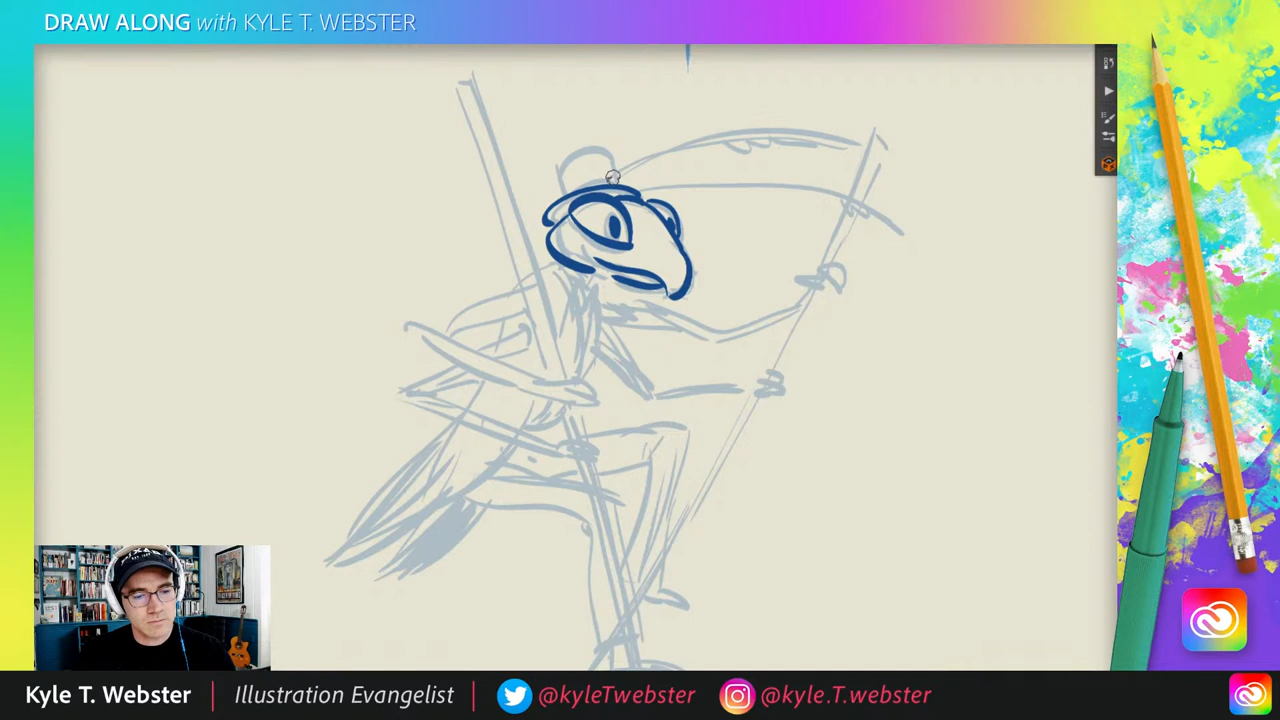 DRAW ALONG with KYLE T. WEBSTER
Kyle T. Webster | Illustration Evangelist | @kyleTwebster @kyle.T.webster